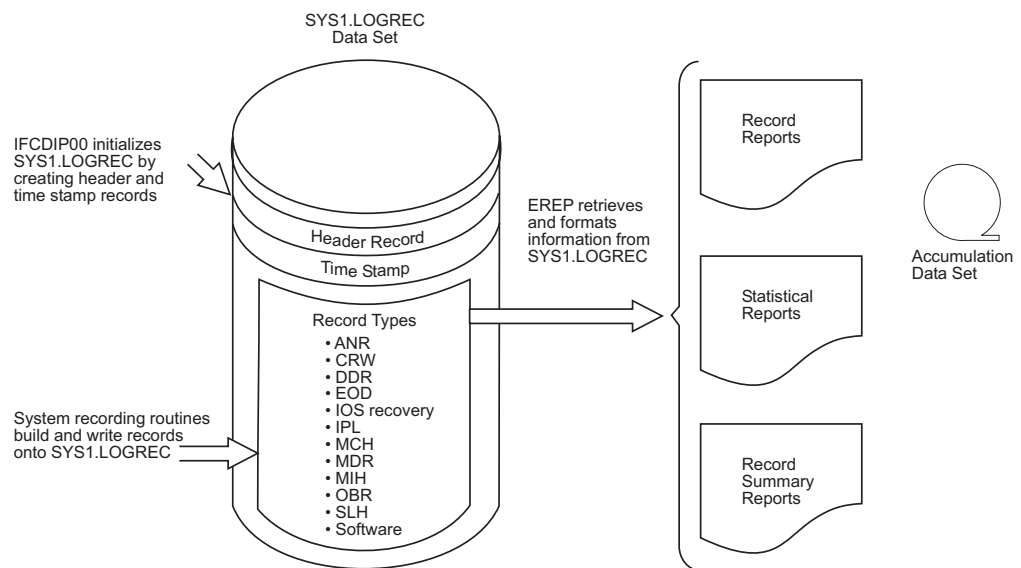 SYS1.LOGREC
Data Set
IFCDIP00 initializes
SYS1.LOGREC by
creating header and
time stamp records
Header Record
Time Stamp
Record Types
• ANR
• CRW
• DDR
• EOD
• IOS recovery
• IPL
• MCH
• MDR
• MIH
• OBR
• SLH
• Software
System recording routines
build and write records
onto SYS1.LOGREC
EREP retrieves
and formats
information from
SYS1.LOGREC
Record
Reports
Statistical
Reports
Record
Summary
Reports
Accumulation
Data Set